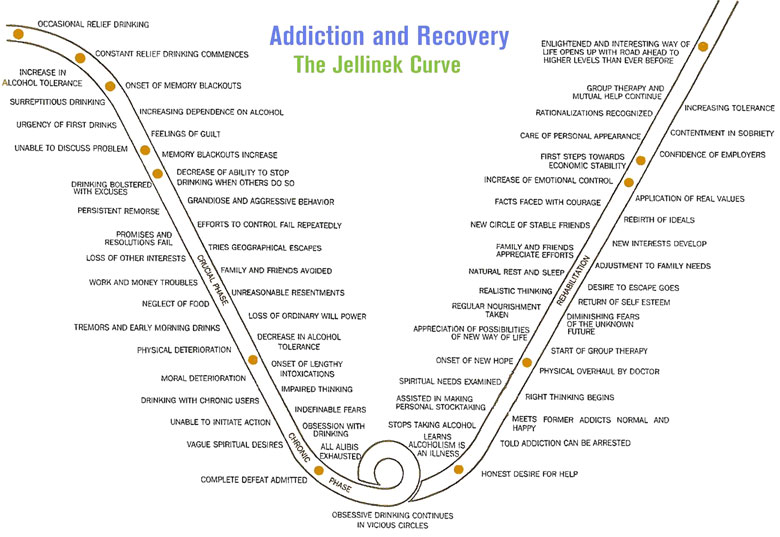 Addiction and Recovery
The Jellinek Curve
OCCASIONAL RELIEF DRINKING
CONSTANT RELIEF DRINKING COMMENCES
INCREASE IN
ALCOHOL TOLERANCE
ONSET OF MEMORY BLACKOUTS
SURREPTITIOUS DRINKING
INCREASING DEPENDENCE ON ALCOHOL
URGENCY OF FIRST DRINKS
FEELINGS OF GUILT
UNABLE TO DISCUSS PROBLEM
MEMORY BLACKOUTS INCREASE
DECREASE OF ABILITY TO STOP
DRINKING WHEN OTHERS DO SO
DRINKING BOLSTERED
WITH EXCUSES
GRANDIOSE AND AGGRESSIVE BEHAVIOR
PERSISTENT REMORSE
EFFORTS TO CONTROL FAIL REPEATEDLY
PROMISES AND
RESOLUTIONS FAIL
TRIES GEOGRAPHICAL ESCAPES
LOSS OF OTHER INTERESTS
CRUCIAL PHASE
FAMILY AND FRIENDS AVOIDED
WORK AND MONEY TROUBLES
UNREASONABLE RESENTMENTS
NEGLECT OF FOOD
LOSS OF ORDINARY WILL POWER
TREMORS AND EARLY MORNING DRINKS
DECREASE IN ALCOHOL
TOLERANCE
PHYSICAL DETERIORATION
ONSET OF LENGTHY
INTOXICATIONS
MORAL DETERIORATION
IMPAIRED THINKING
DRINKING WITH CHRONIC USERS
INDEFINABLE FEARS
UNABLE TO INITIATE ACTION
OBSESSION WITH
DRINKING
VAGUE SPIRITUAL DESIRES
ALL ALIBIS
EXHAUSTED
CHRONIC
PHASE
COMPLETE DEFEAT ADMITTED
OBSESSIVE DRINKING CONTINUES
IN VICIOUS CIRCLES
ENLIGHTENED AND INTERESTING WAY OF
LIFE OPENS UP WITH ROAD AHEAD TO
HIGHER LEVELS THAN EVER BEFORE
GROUP THERAPY AND
MUTUAL HELP CONTINUE
INCREASING TOLERANCE
RATIONALIZATIONS RECOGNIZED
CARE OF PERSONAL APPEARANCE
CONTENTMENT IN SOBRIETY
FIRST STEPS TOWARDS
ECONOMIC STABILITY
CONFIDENCE OF EMPLOYERS
INCREASE OF EMOTIONAL CONTROL
FACTS FACED WITH COURAGE
APPLICATION OF REAL VALUES
NEW CIRCLE OF STABLE FRIENDS
REBIRTH OF IDEALS
FAMILY AND FRIENDS
APPRECIATE EFFORTS
NEW INTERESTS DEVELOP
NATURAL REST AND SLEEP
REHABILITATION
ADJUSTMENT TO FAMILY NEEDS
REALISTIC THINKING
DESIRE TO ESCAPE GOES
REGULAR NOURISHMENT
TAKEN
RETURN OF SELF ESTEEM
DIMINISHING FEARS
OF THE UNKNOWN
FUTURE
APPRECIATION OF POSSIBILITIES
OF NEW WAY OF LIFE
START OF GROUP THERAPY
ONSET OF NEW HOPE
PHYSICAL OVERHAUL BY DOCTOR
SPIRITUAL NEEDS EXAMINED
ASSISTED IN MAKING
PERSONAL STOCKTAKING
RIGHT THINKING BEGINS
STOPS TAKING ALCOHOL
MEETS FORMER ADDICTS NORMAL AND
HAPPY
LEARNS
ALCOHOLISM IS
AN ILLNESS
TOLD ADDICTION CAN BE ARRESTED
HONEST DESIRE FOR HELP